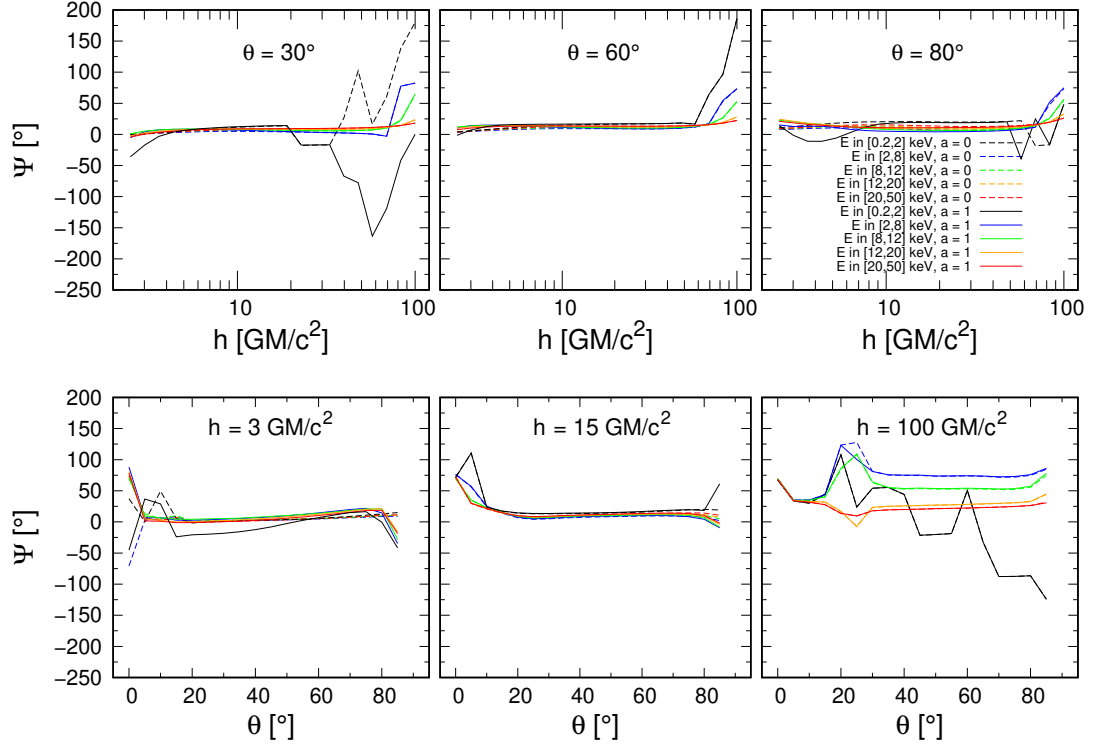 200
150
100
50
0
−50
−100
−150
−200
−250
Ψ [°]
θ = 30°
θ = 60°
θ = 80°
E in [0.2,2] keV, a = 0
E in [2,8] keV, a = 0
E in [8,12] keV, a = 0
E in [12,20] keV, a = 0
E in [20,50] keV, a = 0
E in [0.2,2] keV, a = 1
E in [2,8] keV, a = 1
E in [8,12] keV, a = 1
E in [12,20] keV, a = 1
E in [20,50] keV, a = 1
10 100 10 100 10 100
h [GM/c²] h [GM/c²] h [GM/c²]
200
150
100
50
0
−50
−100
−150
−200
−250
Ψ [°]
h = 3 GM/c²
h = 15 GM/c²
h = 100 GM/c²
0 20 40 60 80 0 20 40 60 80 0 20 40 60 80
θ [°] θ [°] θ [°]